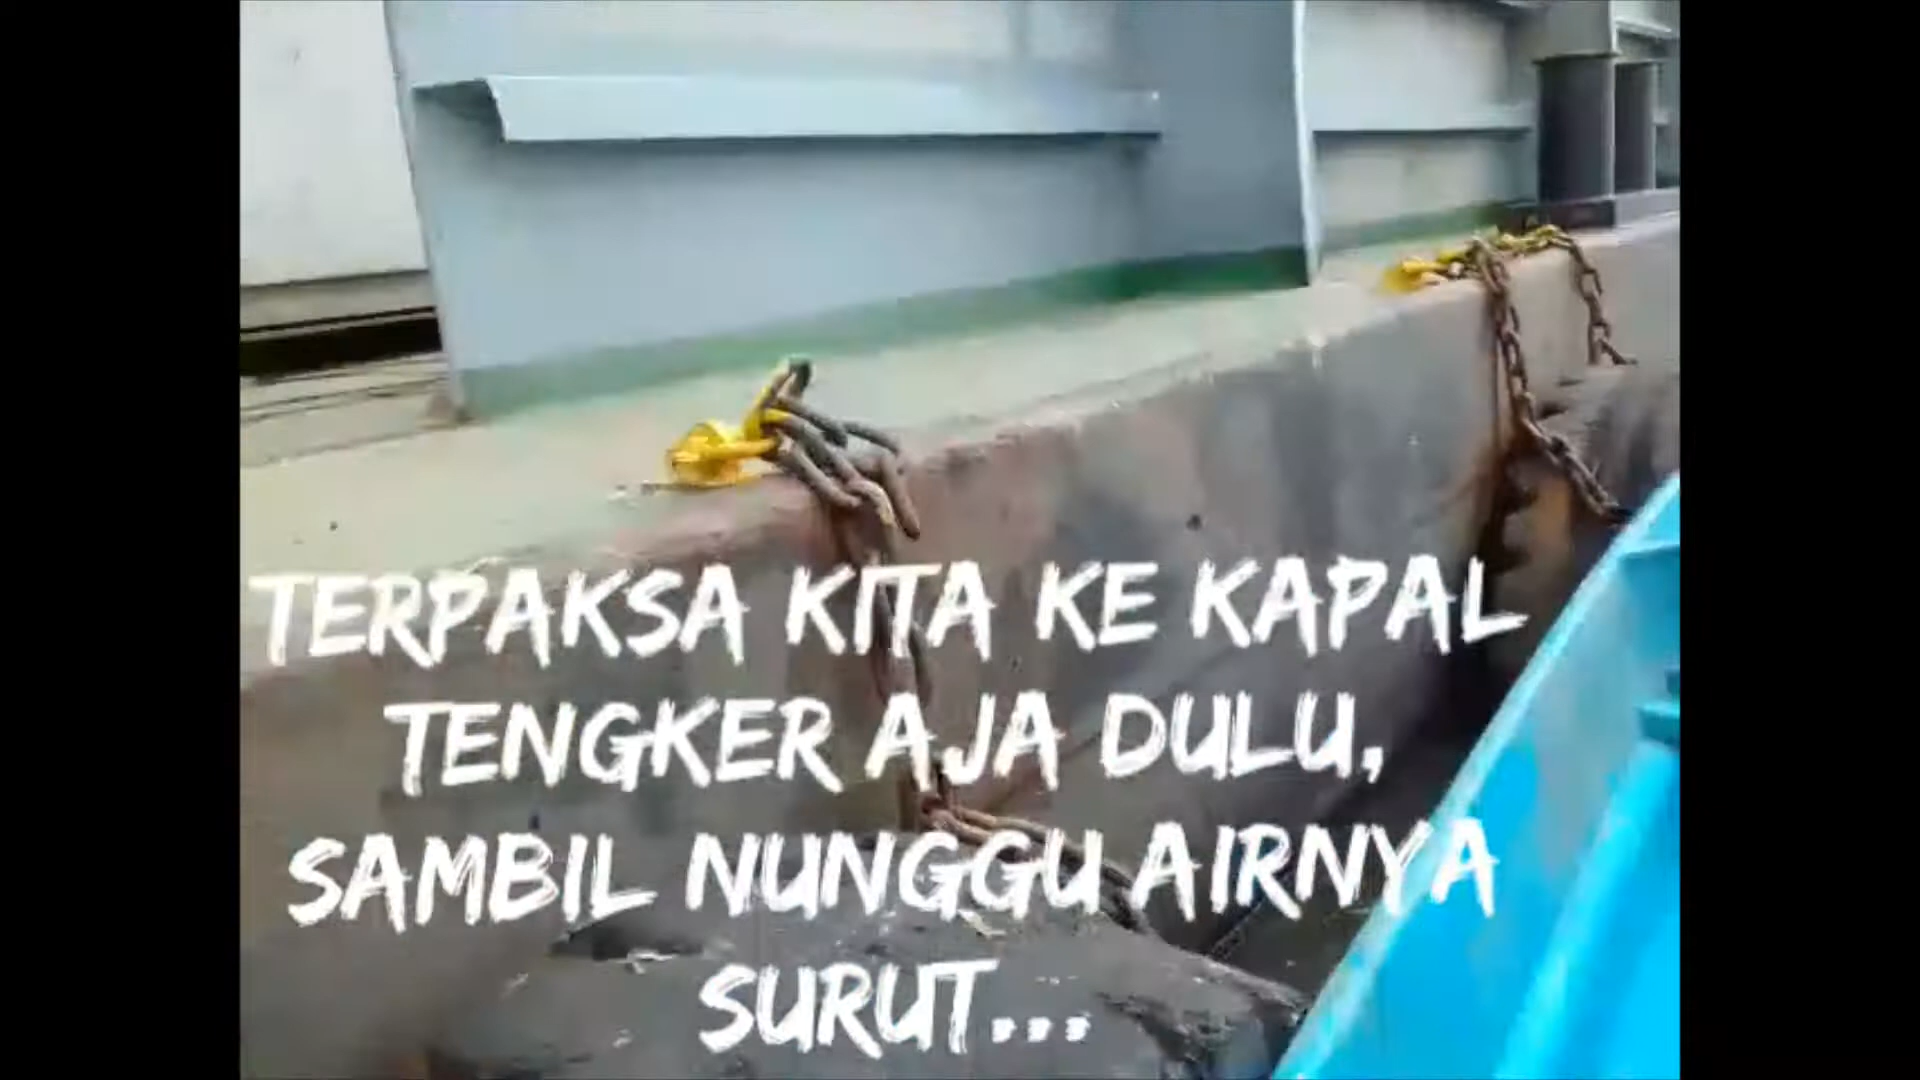 TERPAKSA KITA KE KAPAL
TENGKER AJA DULU,
SAMBIL NUNGGU AIRNYA
SURUT...